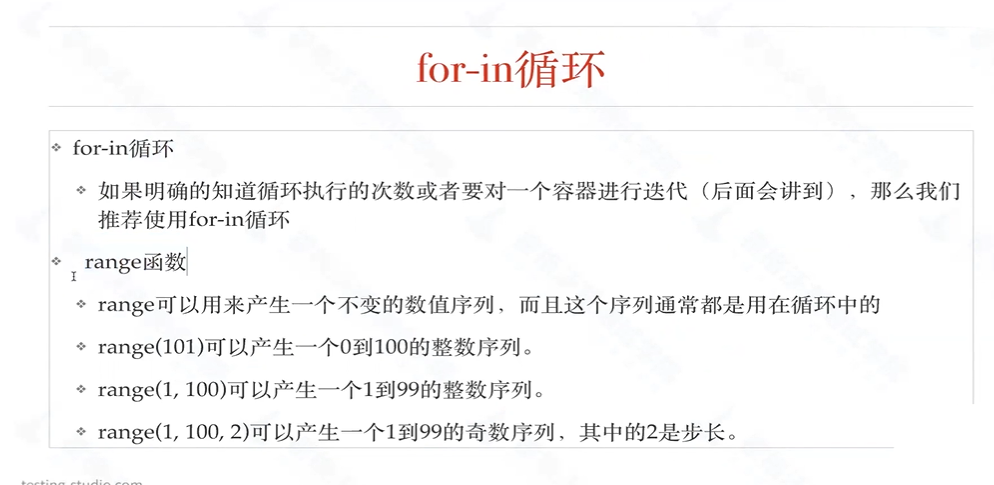 for-in循环
for-in循环
如果明确的知道循环执行的次数或者要对一个容器进行迭代（后面会讲到），那么我们
推荐使用for-in循环
range函数
range可以用来产生一个不变的数值序列，而且这个序列通常都是用在循环中的
range(101)可以产生一个0到100的整数序列。
range(1, 100)可以产生一个1到99的整数序列。
range(1, 100, 2)可以产生一个1到99的奇数序列，其中的2是步长。
testing-studio.com